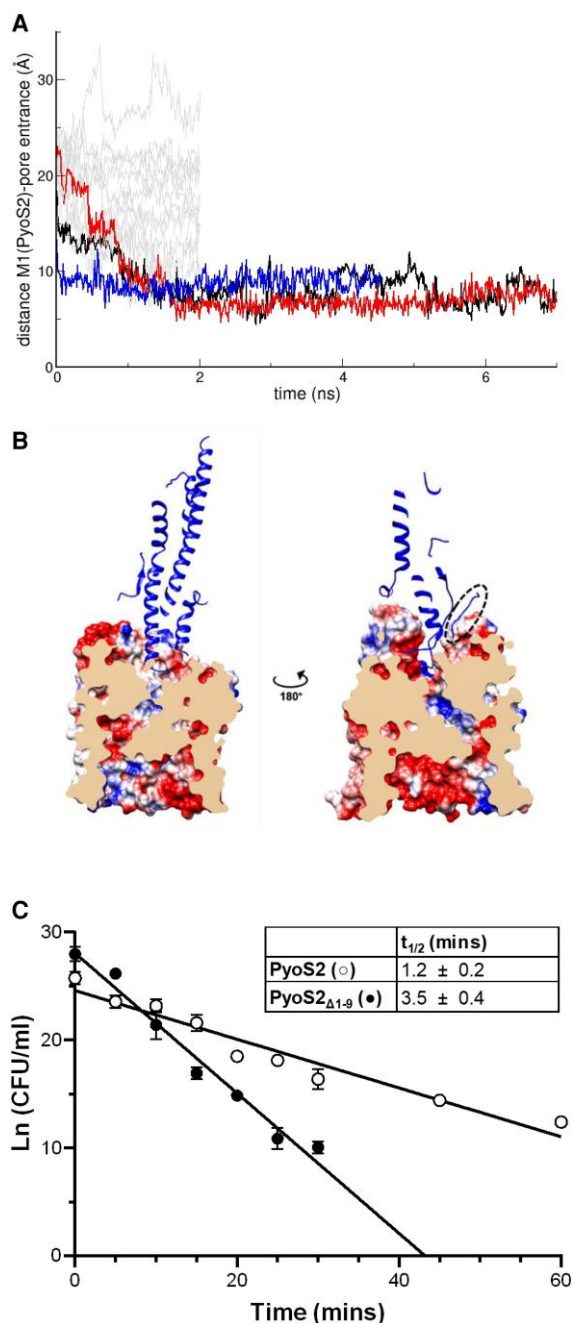 A
distance M1(PyoS2)-pore entrance (Å)
30
20
10
0
0
2
4
6
time (ns)
B
180°
C
Ln (CFU/ml)
30
20
10
0
t1/2 (mins)
PyoS2 (○) 1.2 ± 0.2
PyoS2Δ1-9 (●) 3.5 ± 0.4
0
20
40
60
Time (mins)